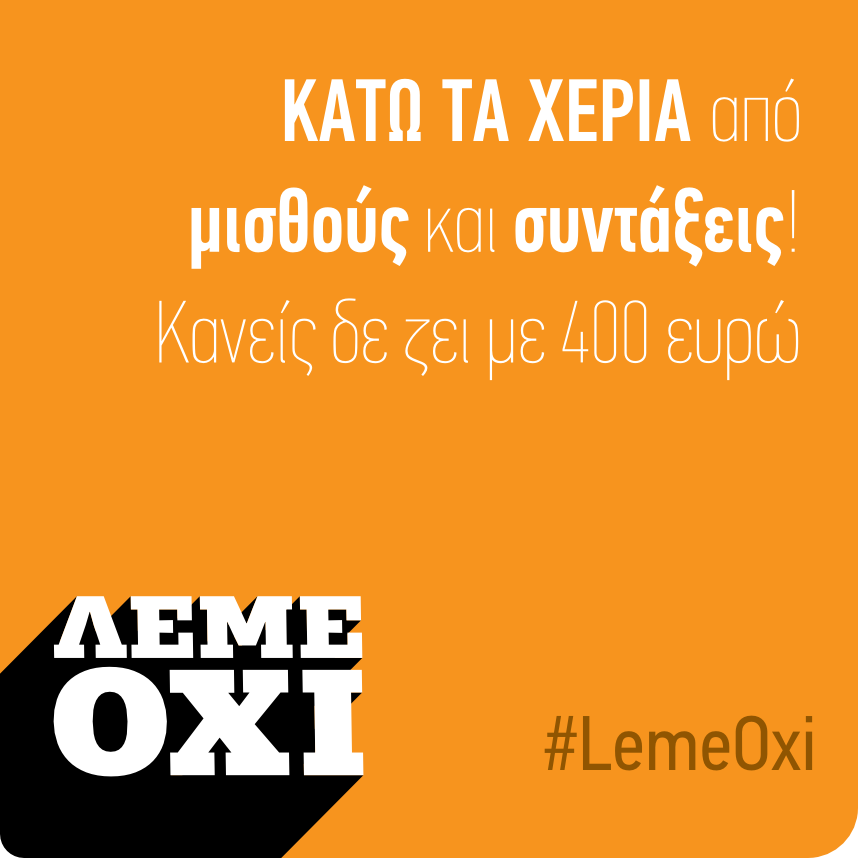 ΚΑΤΩ ΤΑ ΧΕΡΙΑ από
μισθούς και συντάξεις!
Κανείς δε ζει με 400 ευρώ
ΛΕΜΕ
ΟΧΙ
#LemeOxi